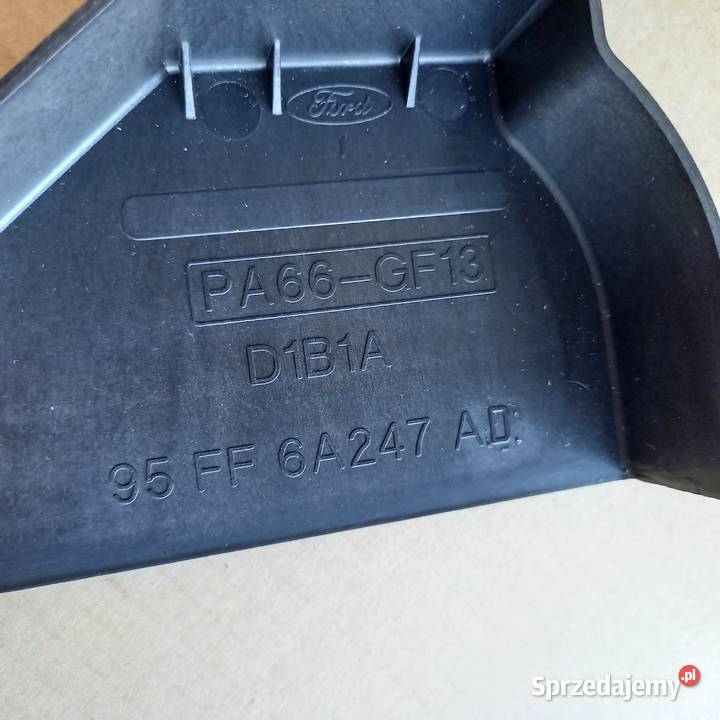 Ford
PA66-GF13
D1B1A
95 FF 6A247 AD
Sprzedajemy.pl